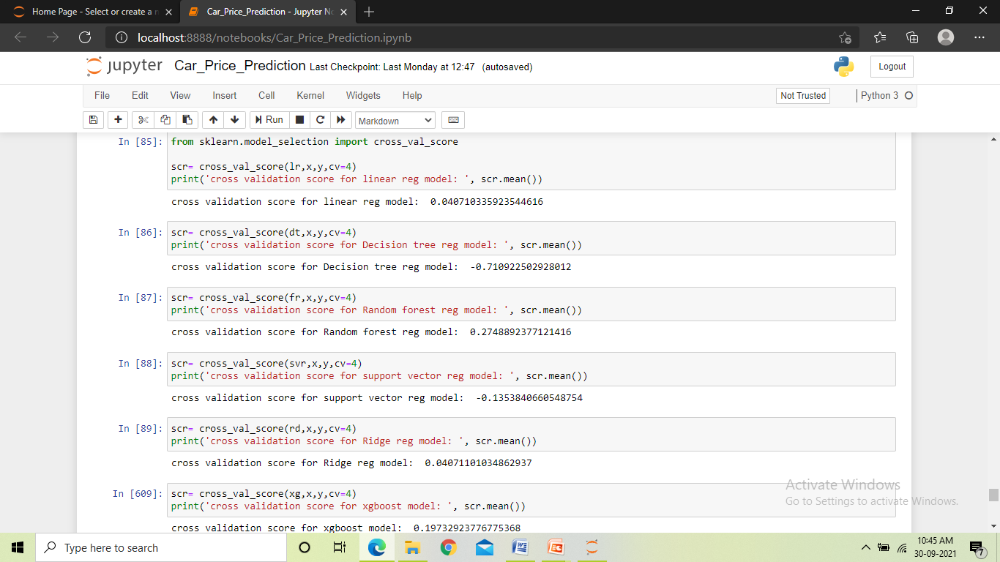 Home Page - Select or create a n
Car_Price_Prediction - Jupyter No
localhost:8888/notebooks/Car_Price_Prediction.ipynb
jupyter Car_Price_Prediction Last Checkpoint: Last Monday at 12:47 (autosaved)
Logout
File Edit View Insert Cell Kernel Widgets Help
Not Trusted
Python 3
Run
Markdown
In [85]: from sklearn.model_selection import cross_val_score
scr= cross_val_score(lr,x,y,cv=4)
print('cross validation score for linear reg model: ', scr.mean())
cross validation score for linear reg model:  0.040710335923544616
In [86]: scr= cross_val_score(dt,x,y,cv=4)
print('cross validation score for Decision tree reg model: ', scr.mean())
cross validation score for Decision tree reg model:  -0.710922502928012
In [87]: scr= cross_val_score(fr,x,y,cv=4)
print('cross validation score for Random forest reg model: ', scr.mean())
cross validation score for Random forest reg model:  0.2748892377121416
In [88]: scr= cross_val_score(svr,x,y,cv=4)
print('cross validation score for support vector reg model: ', scr.mean())
cross validation score for support vector reg model:  -0.1353840660548754
In [89]: scr= cross_val_score(rd,x,y,cv=4)
print('cross validation score for Ridge reg model: ', scr.mean())
cross validation score for Ridge reg model:  0.04071101034862937
In [609]: scr= cross_val_score(xg,x,y,cv=4)
print('cross validation score for xgboost model: ', scr.mean())
cross validation score for xgboost model:  0.19732923776775368
Activate Windows
Go to Settings to activate Windows.
Type here to search
10:45 AM
30-09-2021
7